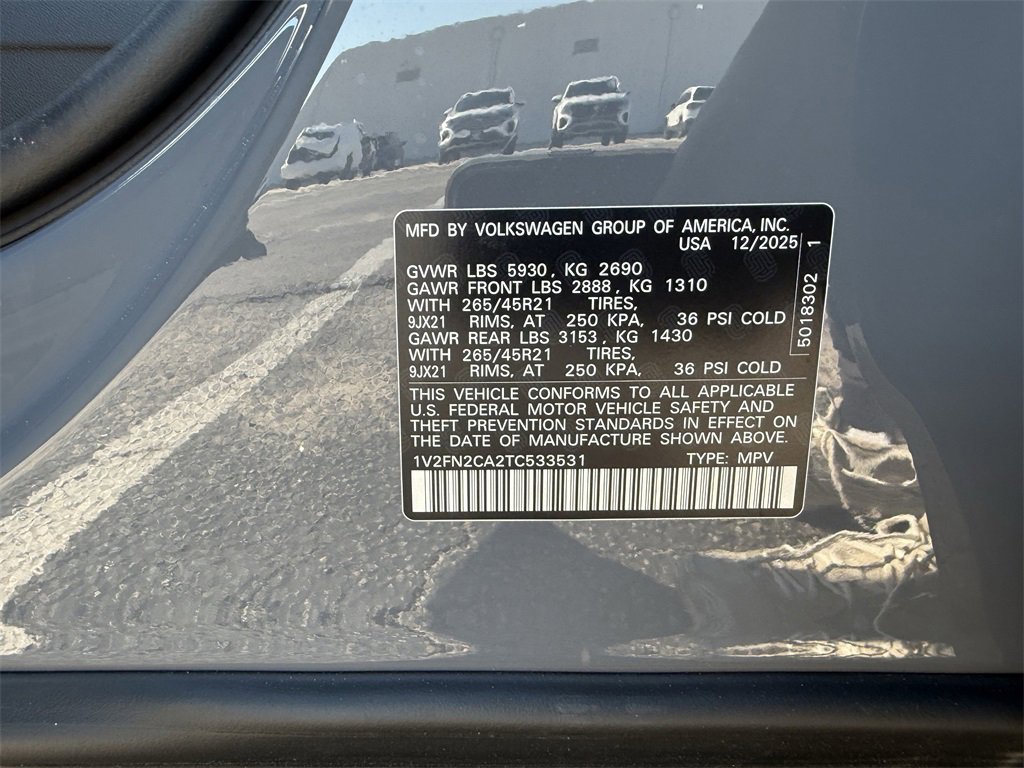 MFD BY VOLKSWAGEN GROUP OF AMERICA, INC.
USA 12/2025
GVWR LBS 5930, KG 2690
GAWR FRONT LBS 2888, KG 1310
WITH 265/45R21 TIRES,
9JX21 RIMS, AT 250 KPA, 36 PSI COLD
GAWR REAR LBS 3153, KG 1430
WITH 265/45R21 TIRES,
9JX21 RIMS, AT 250 KPA, 36 PSI COLD
5018302 1
THIS VEHICLE CONFORMS TO ALL APPLICABLE
U.S. FEDERAL MOTOR VEHICLE SAFETY AND
THEFT PREVENTION STANDARDS IN EFFECT ON
THE DATE OF MANUFACTURE SHOWN ABOVE.
1V2FN2CA2TC533531 TYPE: MPV